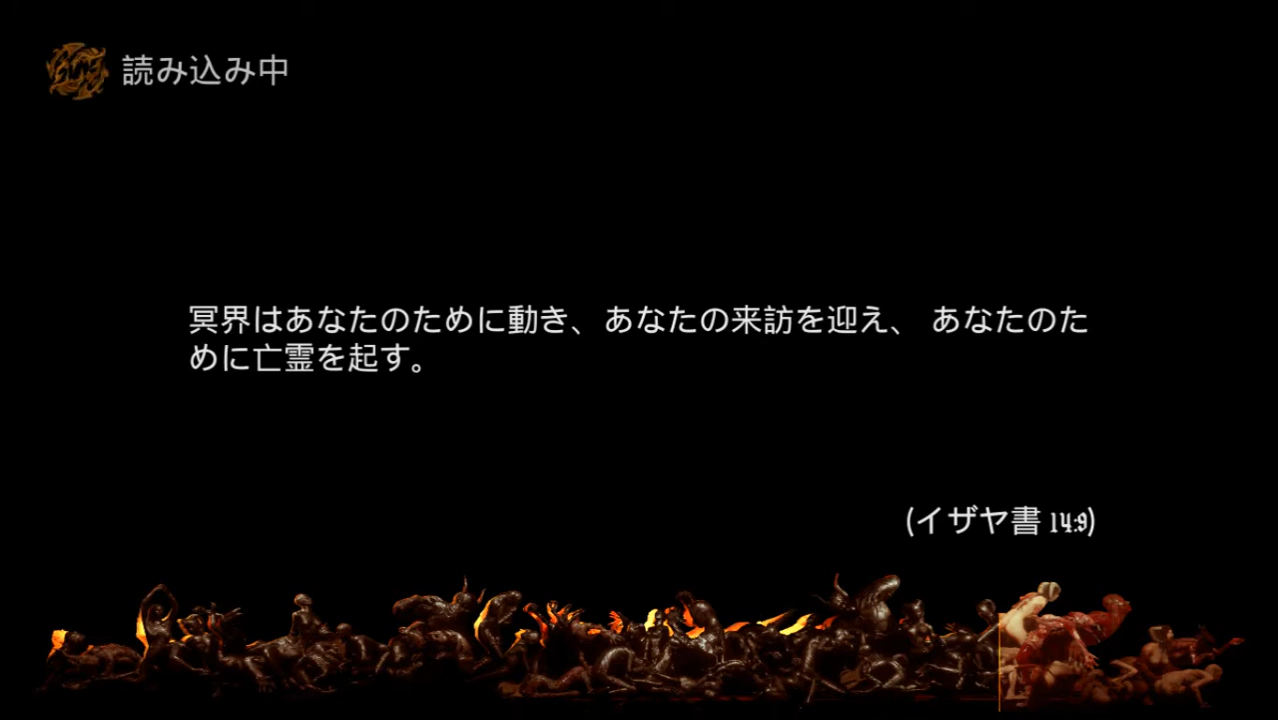 読み込み中
冥界はあなたのために動き、あなたの来訪を迎え、 あなたのた
めに亡霊を起す。
(イザヤ書 14:9)